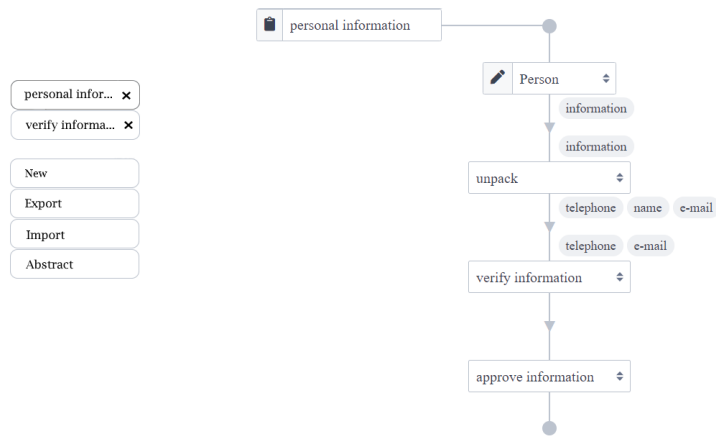 personal information
Person
information
information
unpack
telephone name e-mail
telephone e-mail
verify information
approve information
personal infor...
verify informa...
New
Export
Import
Abstract